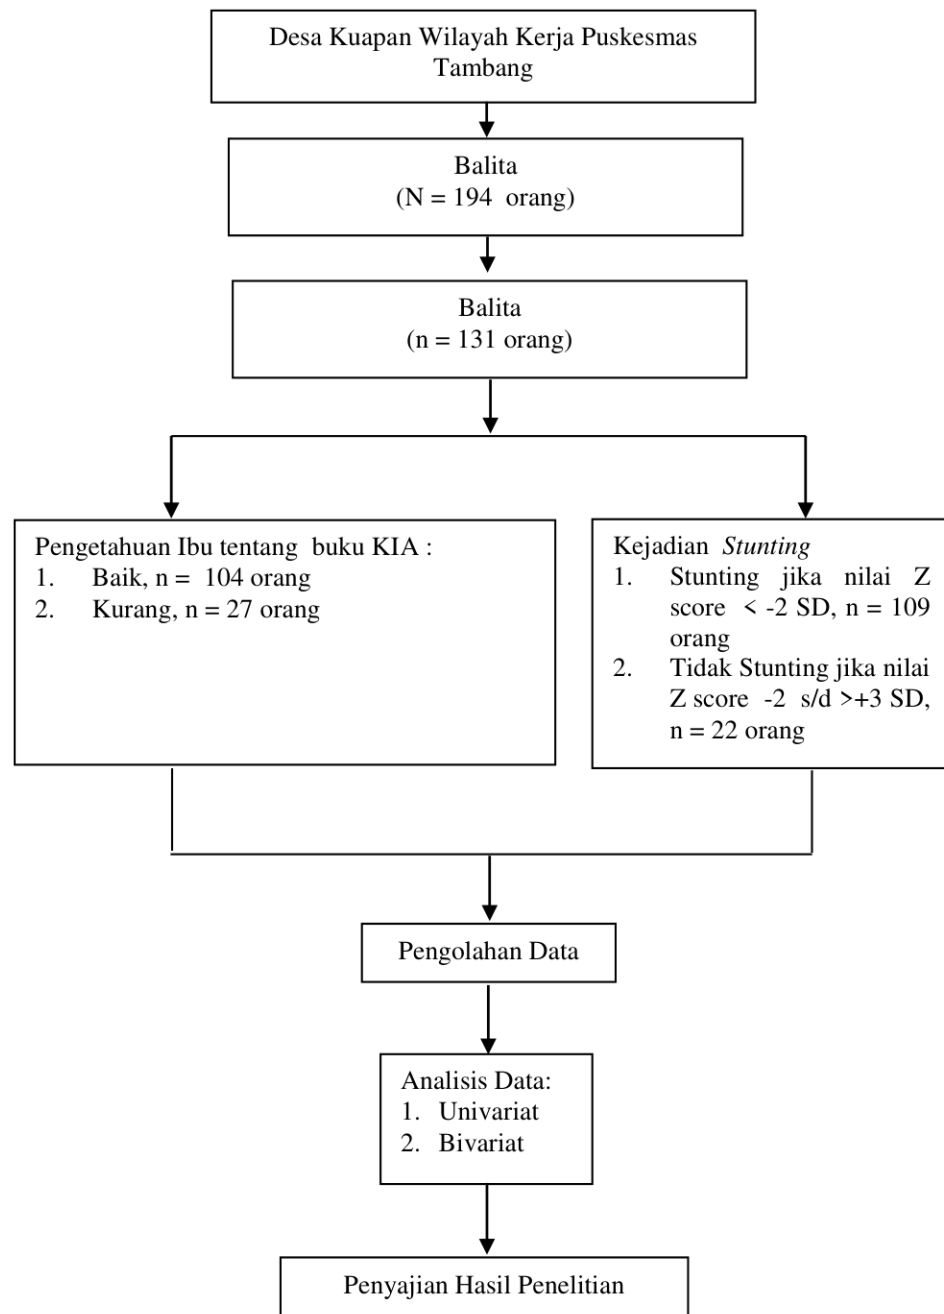 Desa Kuapan Wilayah Kerja Puskesmas
Tambang
Balita
(N = 194 orang)
Balita
(n = 131 orang)
Pengetahuan Ibu tentang buku KIA :
1. Baik, n = 104 orang
2. Kurang, n = 27 orang
Kejadian Stunting
1. Stunting jika nilai Z
score < -2 SD, n = 109
orang
2. Tidak Stunting jika nilai
Z score -2 s/d >+3 SD,
n = 22 orang
Pengolahan Data
Analisis Data:
1. Univariat
2. Bivariat
Penyajian Hasil Penelitian